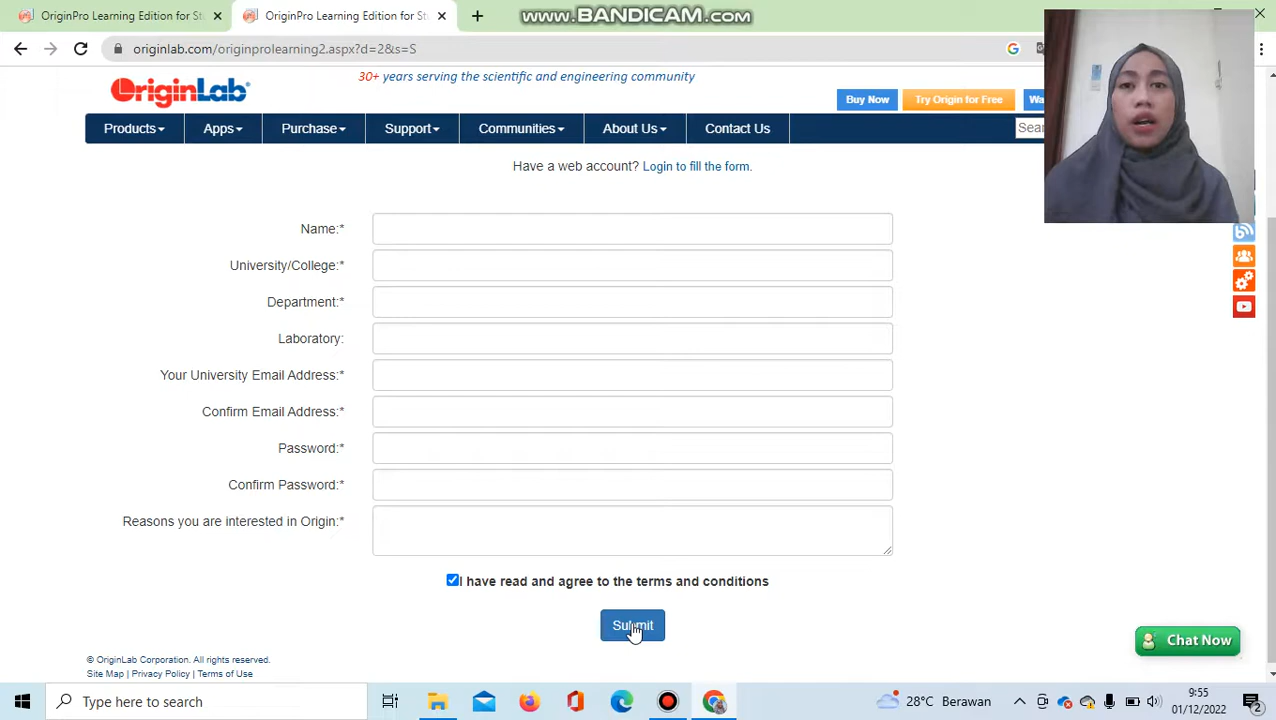 OriginPro Learning Edition for St
OriginPro Learning Edition for St
WWW.BANDICAM.COM
originlab.com/originprolearning2.aspx?d=2&s=S
OriginLab
30+ years serving the scientific and engineering community
Buy Now
Try Origin for Free
Products
Apps
Purchase
Support
Communities
About Us
Contact Us
Have a web account? Login to fill the form.
Name:*
University/College:*
Department:*
Laboratory:
Your University Email Address:*
Confirm Email Address:*
Password:*
Confirm Password:*
Reasons you are interested in Origin:*
I have read and agree to the terms and conditions
Submit
Chat Now
© OriginLab Corporation. All rights reserved.
Site Map | Privacy Policy | Terms of Use
Type here to search
28°C Berawan
9:55
01/12/2022
2